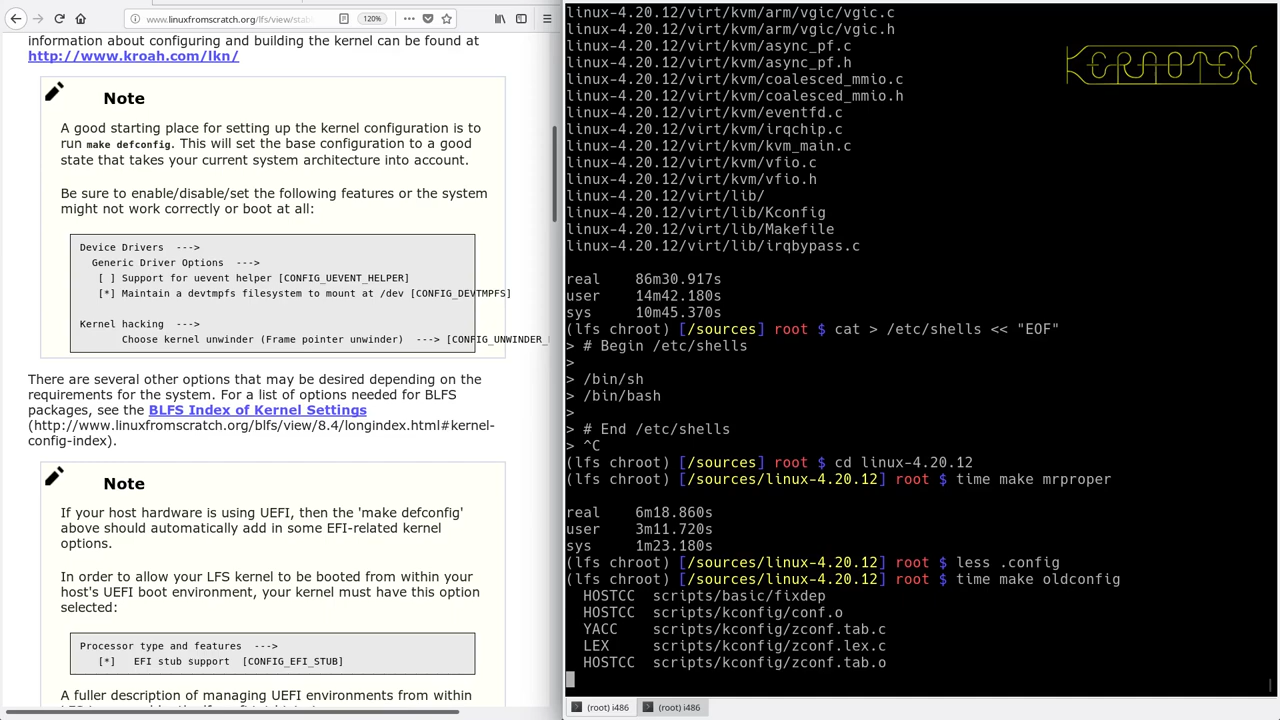 www.linuxfromscratch.org/lfs/view/stab
120%
information about configuring and building the kernel can be found at
http://www.kroah.com/lkn/
Note
A good starting place for setting up the kernel configuration is to
run make defconfig. This will set the base configuration to a good
state that takes your current system architecture into account.
Be sure to enable/disable/set the following features or the system
might not work correctly or boot at all:
Device Drivers --->
Generic Driver Options --->
[ ] Support for uevent helper [CONFIG_UEVENT_HELPER]
[*] Maintain a devtmpfs filesystem to mount at /dev [CONFIG_DEVTMPFS]
Kernel hacking --->
Choose kernel unwinder (Frame pointer unwinder) ---> [CONFIG_UNWINDER_
There are several other options that may be desired depending on the
requirements for the system. For a list of options needed for BLFS
packages, see the BLFS Index of Kernel Settings
(http://www.linuxfromscratch.org/blfs/view/8.4/longindex.html#kernel-
config-index).
Note
If your host hardware is using UEFI, then the 'make defconfig'
above should automatically add in some EFI-related kernel
options.
In order to allow your LFS kernel to be booted from within your
host's UEFI boot environment, your kernel must have this option
selected:
Processor type and features --->
[*] EFI stub support [CONFIG_EFI_STUB]
A fuller description of managing UEFI environments from within
linux-4.20.12/virt/kvm/arm/vgic/vgic.c
linux-4.20.12/virt/kvm/arm/vgic/vgic.h
linux-4.20.12/virt/kvm/async_pf.c
linux-4.20.12/virt/kvm/async_pf.h
linux-4.20.12/virt/kvm/coalesced_mmio.c
linux-4.20.12/virt/kvm/coalesced_mmio.h
linux-4.20.12/virt/kvm/eventfd.c
linux-4.20.12/virt/kvm/irqchip.c
linux-4.20.12/virt/kvm/kvm_main.c
linux-4.20.12/virt/kvm/vfio.c
linux-4.20.12/virt/kvm/vfio.h
linux-4.20.12/virt/lib/
linux-4.20.12/virt/lib/Kconfig
linux-4.20.12/virt/lib/Makefile
linux-4.20.12/virt/lib/irqbypass.c
real 86m30.917s
user 14m42.180s
sys 10m45.370s
(lfs chroot) [/sources] root $ cat > /etc/shells << "EOF"
> # Begin /etc/shells
>
> /bin/sh
> /bin/bash
>
> # End /etc/shells
> ^C
(lfs chroot) [/sources] root $ cd linux-4.20.12
(lfs chroot) [/sources/linux-4.20.12] root $ time make mrproper
real 6m18.860s
user 3m11.720s
sys 1m23.180s
(lfs chroot) [/sources/linux-4.20.12] root $ less .config
(lfs chroot) [/sources/linux-4.20.12] root $ time make oldconfig
HOSTCC scripts/basic/fixdep
HOSTCC scripts/kconfig/conf.o
YACC scripts/kconfig/zconf.tab.c
LEX scripts/kconfig/zconf.lex.c
HOSTCC scripts/kconfig/zconf.tab.o
(root) i486
(root) i486